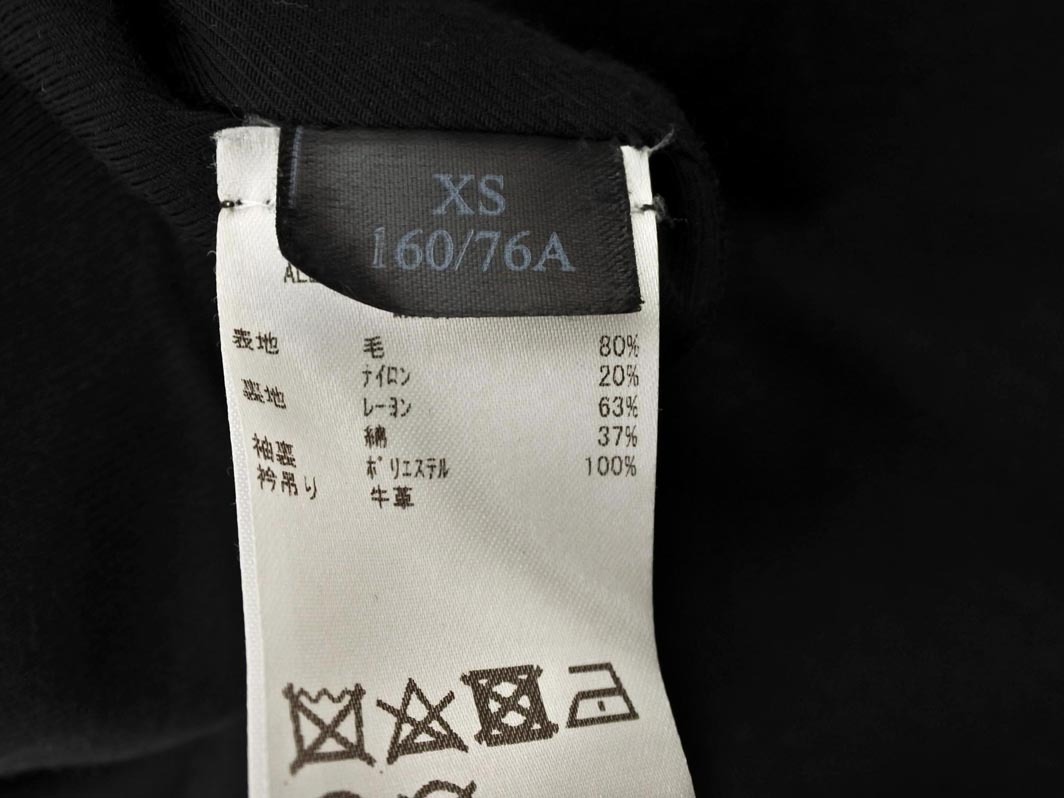 XS
160/76A
表地 毛 80%
ナイロン 20%
裏地 レーヨン 63%
綿 37%
袖裏 ポリエステル 100%
衿吊り 牛革